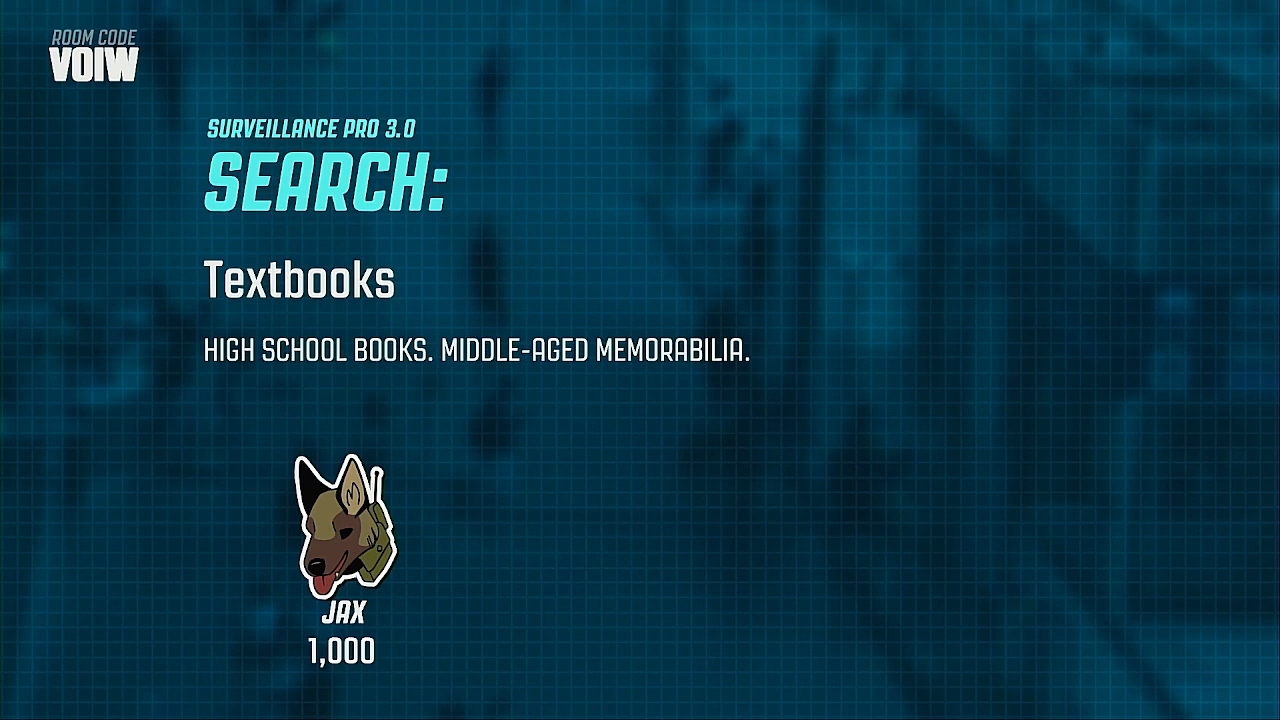 ROOM CODE
VOIW
SURVEILLANCE PRO 3.0
SEARCH:
Textbooks
HIGH SCHOOL BOOKS. MIDDLE-AGED MEMORABILIA.
JAX
1,000